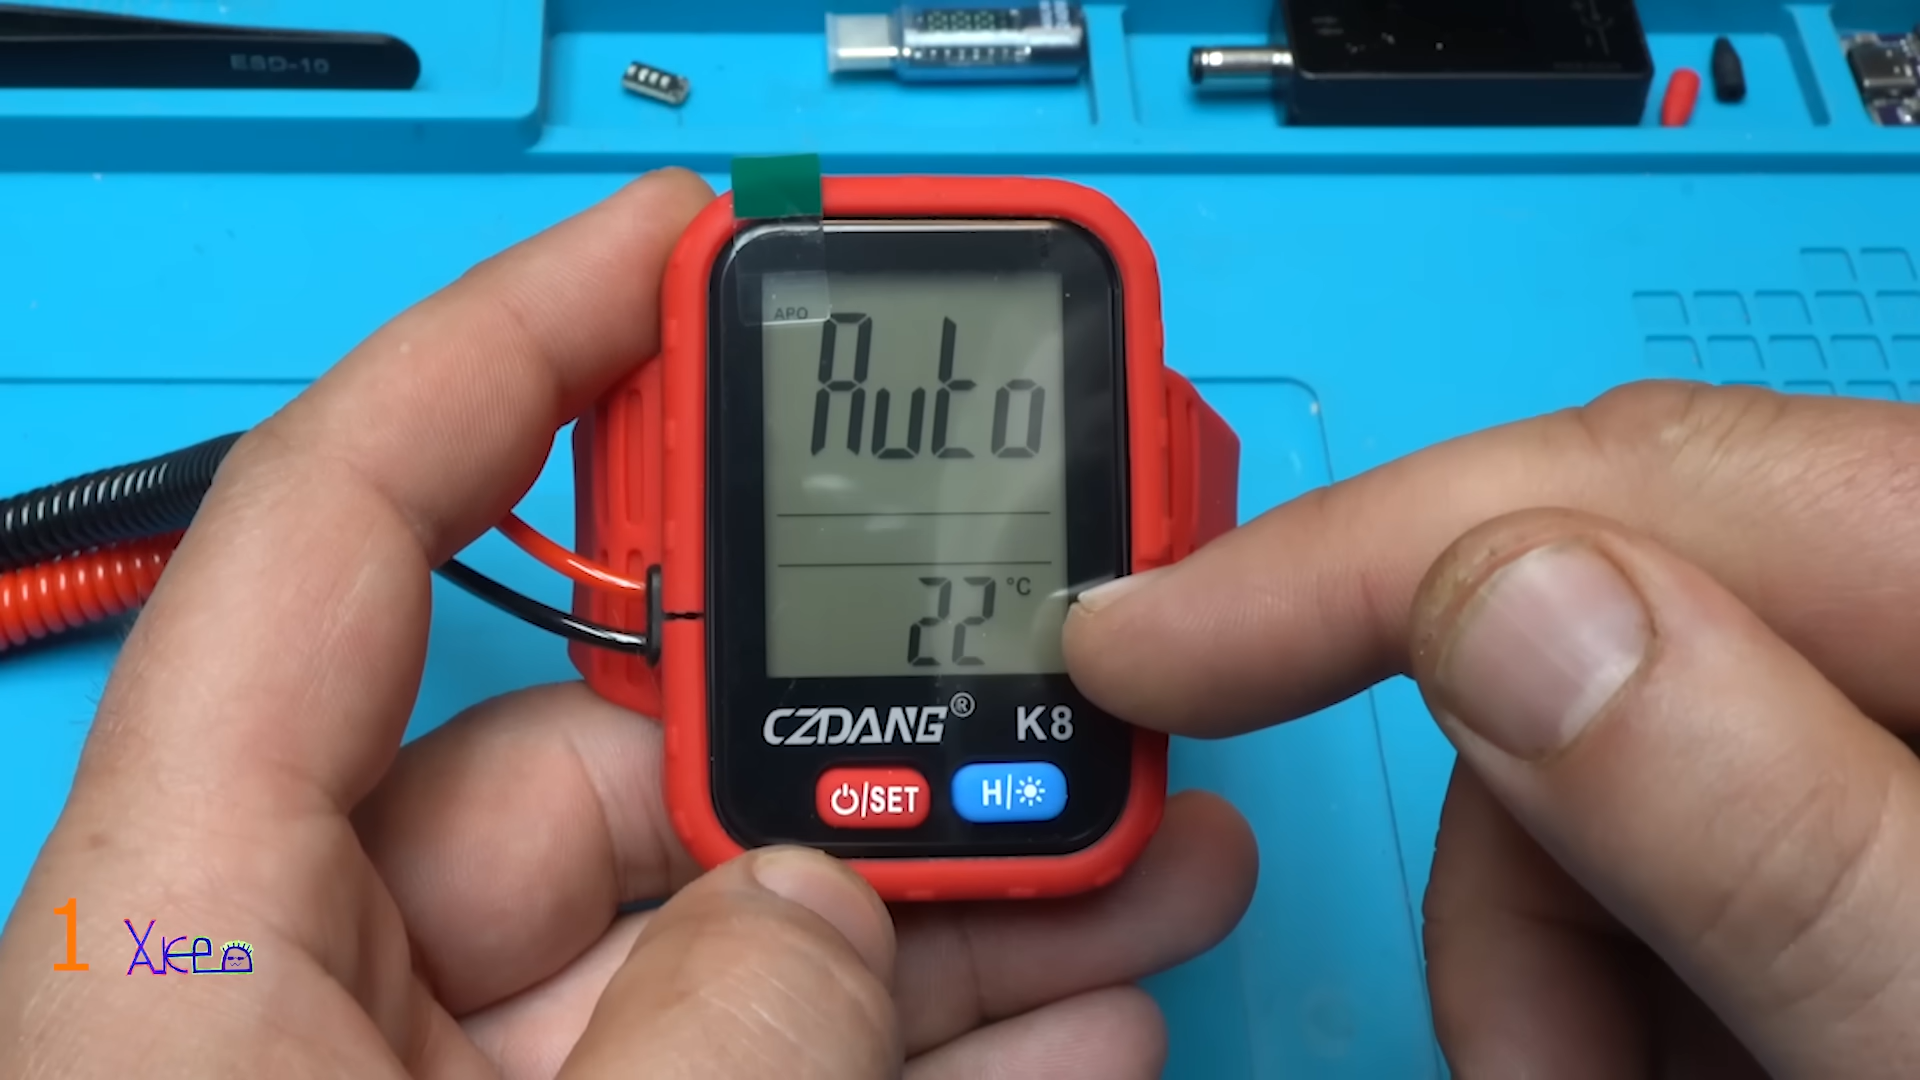 ESD-10
APO
Auto
22 °C
CZDANG® K8
⏻/SET
H/☀
1